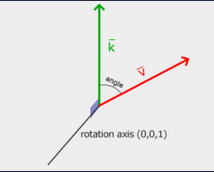 k̅
v̅
angle
rotation axis (0,0,1)